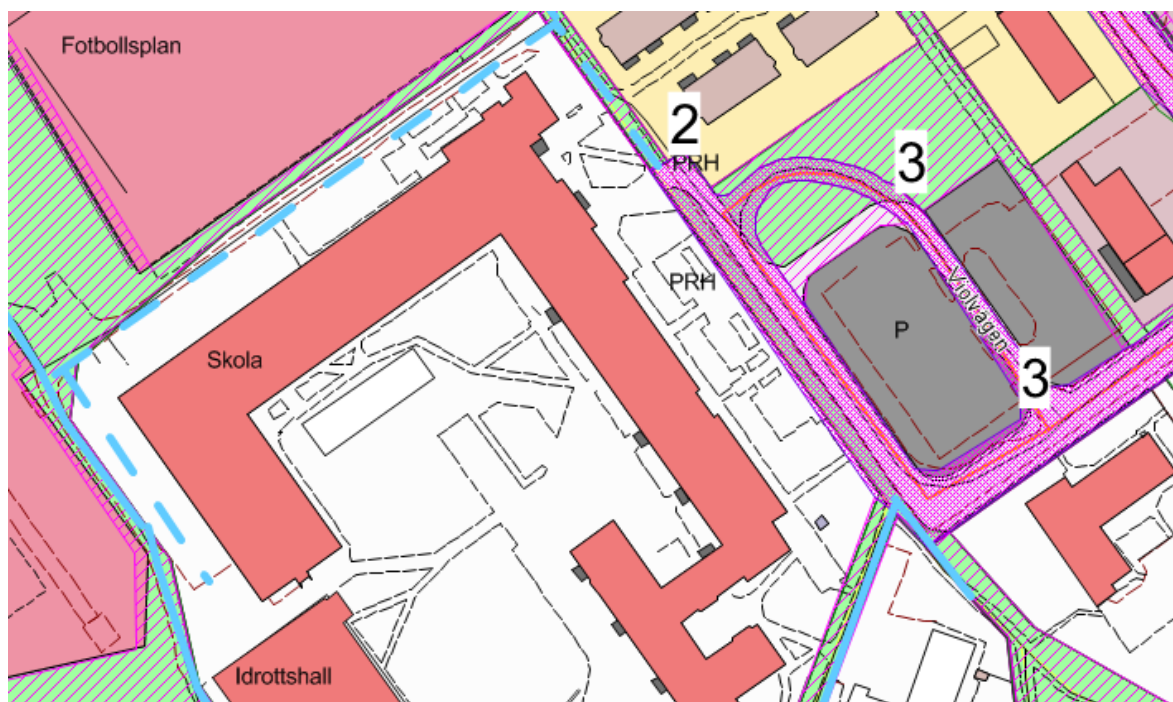 Fotbollsplan
2
PRH
3
PRH
Violvägen
P
Skola
3
Idrottshall